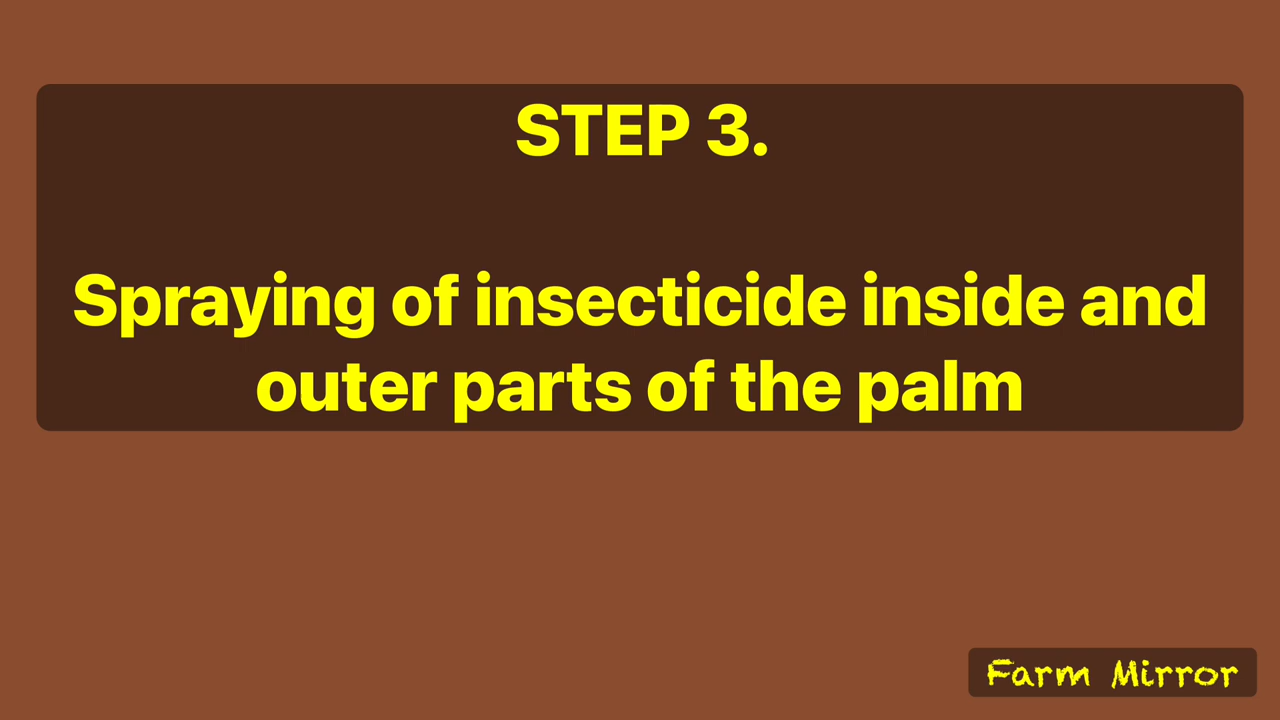 STEP 3.
Spraying of insecticide inside and
outer parts of the palm
Farm Mirror